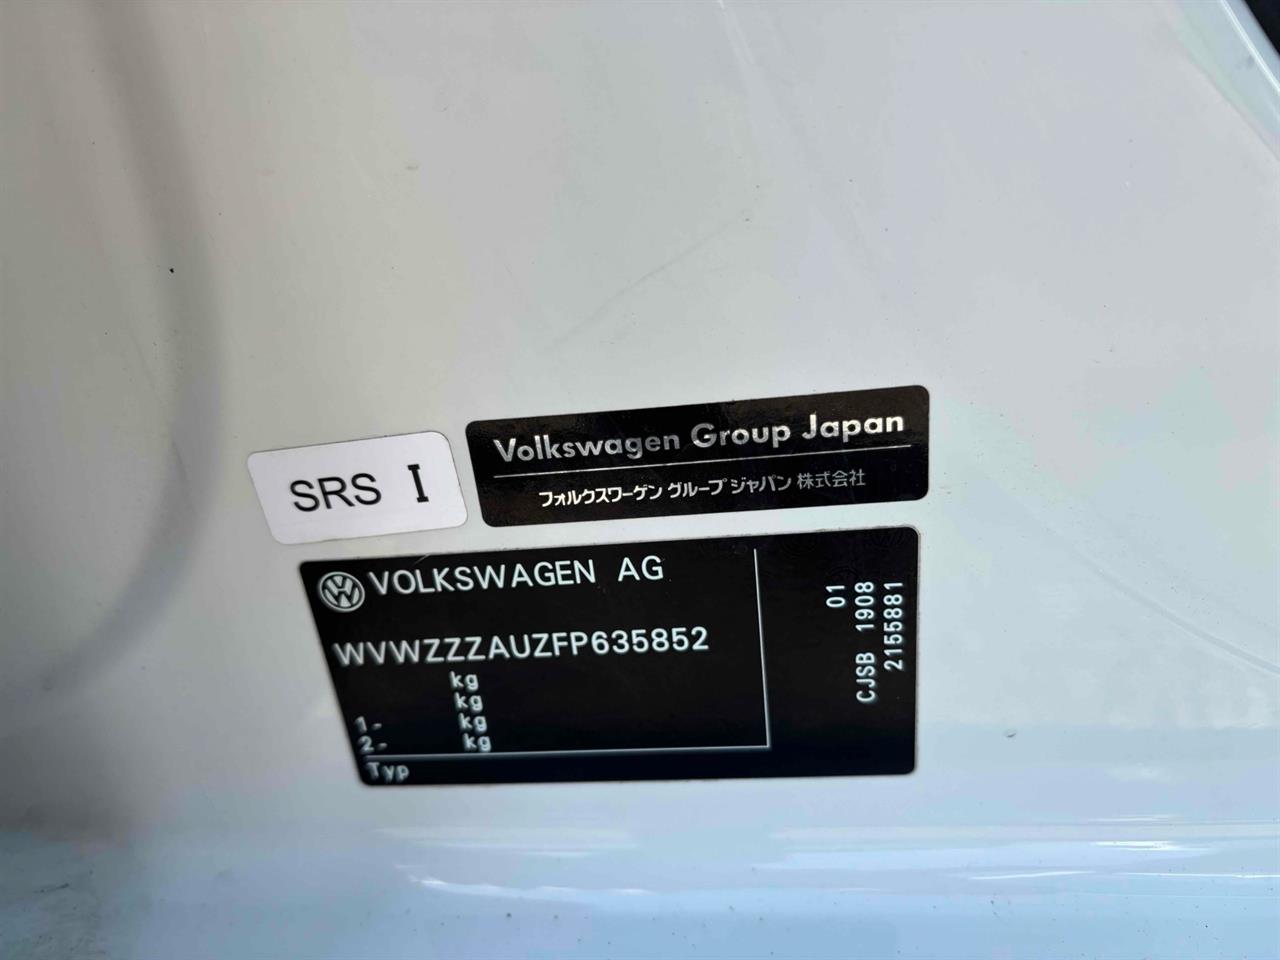 SRS I
Volkswagen Group Japan
フォルクスワーゲン グループ ジャパン 株式会社
VOLKSWAGEN AG
WVWZZZAUZFP635852
kg
kg
1- kg
2- kg
Typ
01
CJSB 1908
2155881